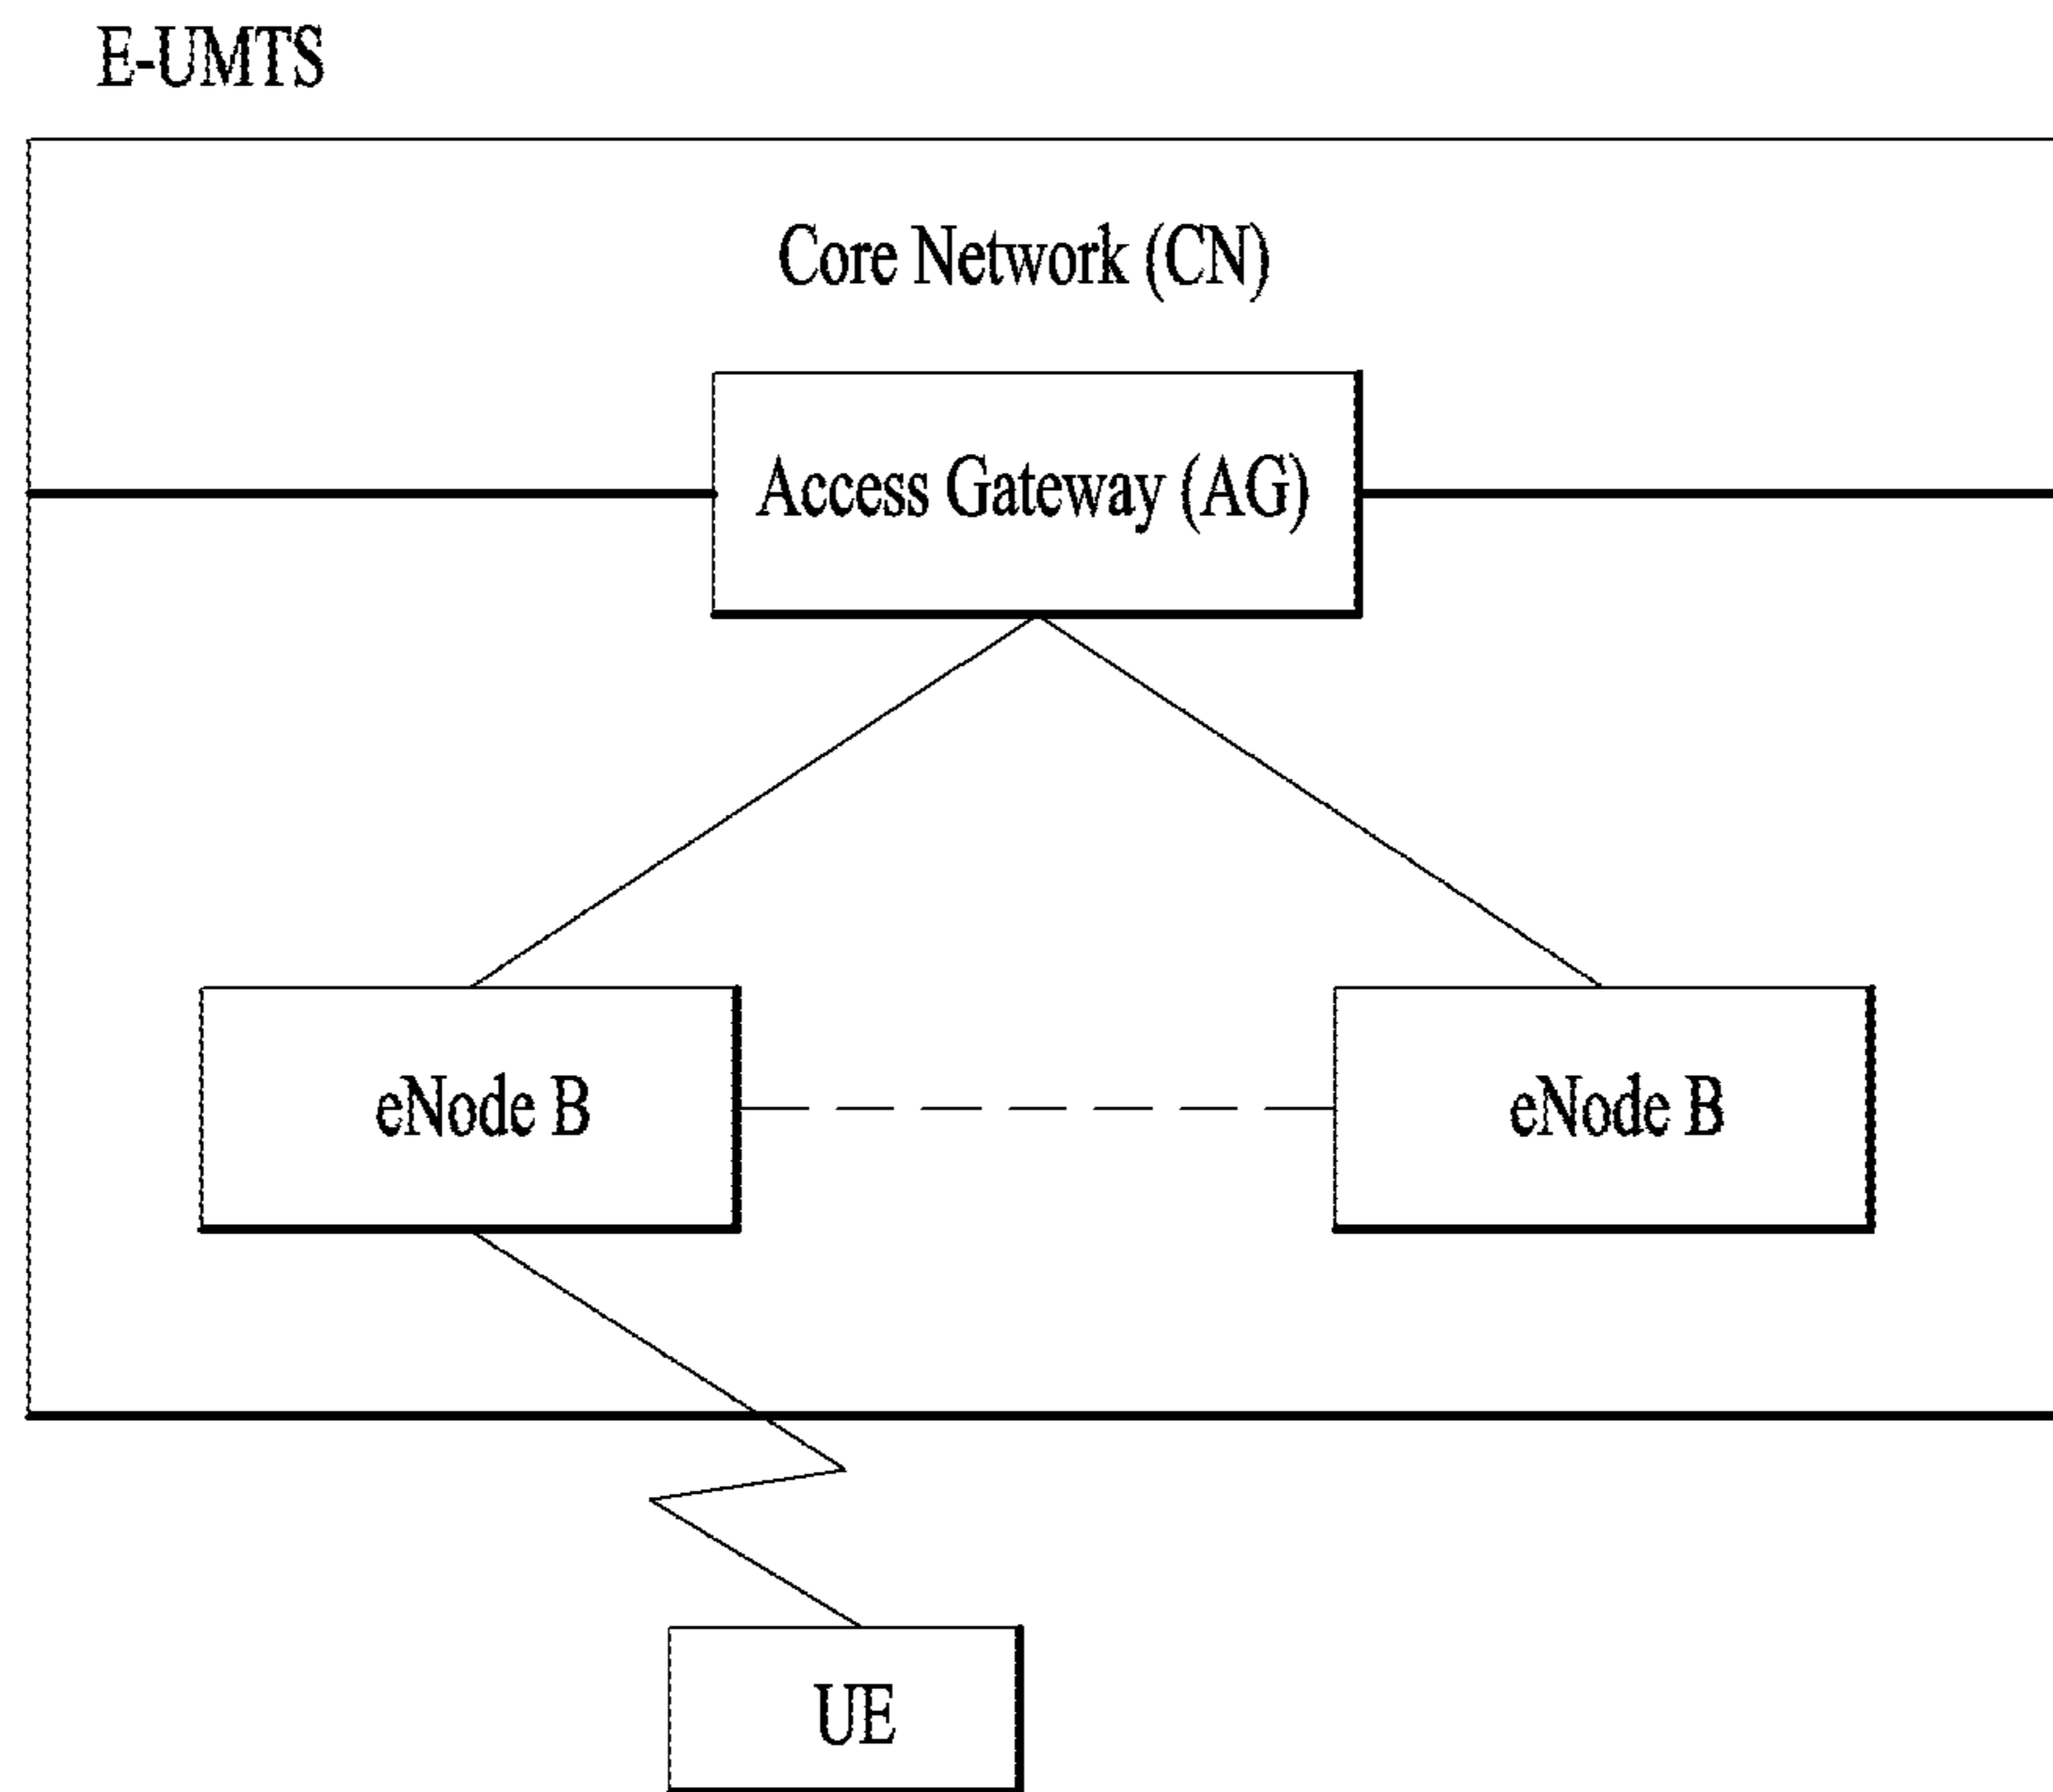 E-UMTS
Core Network (CN)
Access Gateway (AG)
eNode B
eNode B
UE